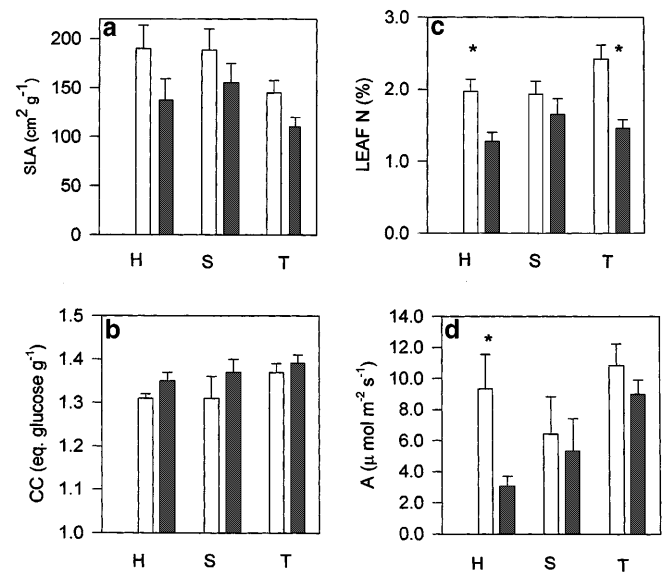 a
200
150
100
50
0
SLA (cm² g⁻¹)
H S T
c
3.0
2.0
1.0
0.0
LEAF N (%)
* *
H S T
b
1.5
1.4
1.3
1.2
1.1
1.0
CC (eq. glucose g⁻¹)
H S T
d
14.0
12.0
10.0
8.0
6.0
4.0
2.0
0.0
A (μ mol m⁻² s⁻¹)
*
H S T